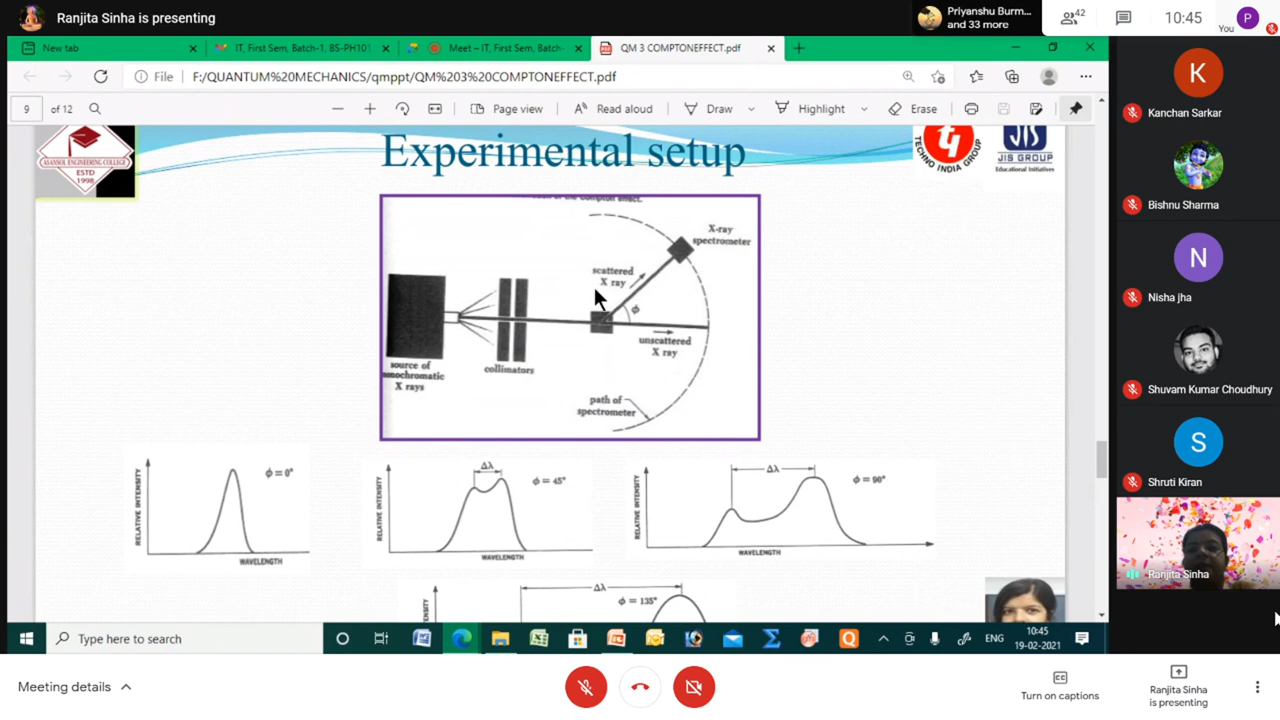 Ranjita Sinha is presenting
Priyanshu Burm...
and 33 more
42
10:45
You
P
New tab
IT, First Sem, Batch-1, BS-PH101
Meet – IT, First Sem, Batch-
QM 3 COMPTONEFFECT.pdf
File
F:/QUANTUM%20MECHANICS/qmppt/QM%203%20COMPTONEFFECT.pdf
9 of 12
Page view
Read aloud
Draw
Highlight
Erase
ASANSOL ENGINEERING COLLEGE
ESTD
1998
Experimental setup
TECHNO INDIA GROUP
JIS
JIS GROUP
Educational Initiatives
of the Compton effect.
X-ray
spectrometer
scattered
X ray
ø
unscattered
X ray
source of
monochromatic
X rays
collimators
path of
spectrometer
RELATIVE INTENSITY
ϕ = 0°
WAVELENGTH
RELATIVE INTENSITY
Δλ
ϕ = 45°
WAVELENGTH
RELATIVE INTENSITY
Δλ
ϕ = 90°
WAVELENGTH
Δλ
ϕ = 135°
K
Kanchan Sarkar
Bishnu Sharma
N
Nisha jha
Shuvam Kumar Choudhury
S
Shruti Kiran
Ranjita Sinha
Type here to search
ENG
10:45
19-02-2021
Meeting details
Turn on captions
Ranjita Sinha
is presenting